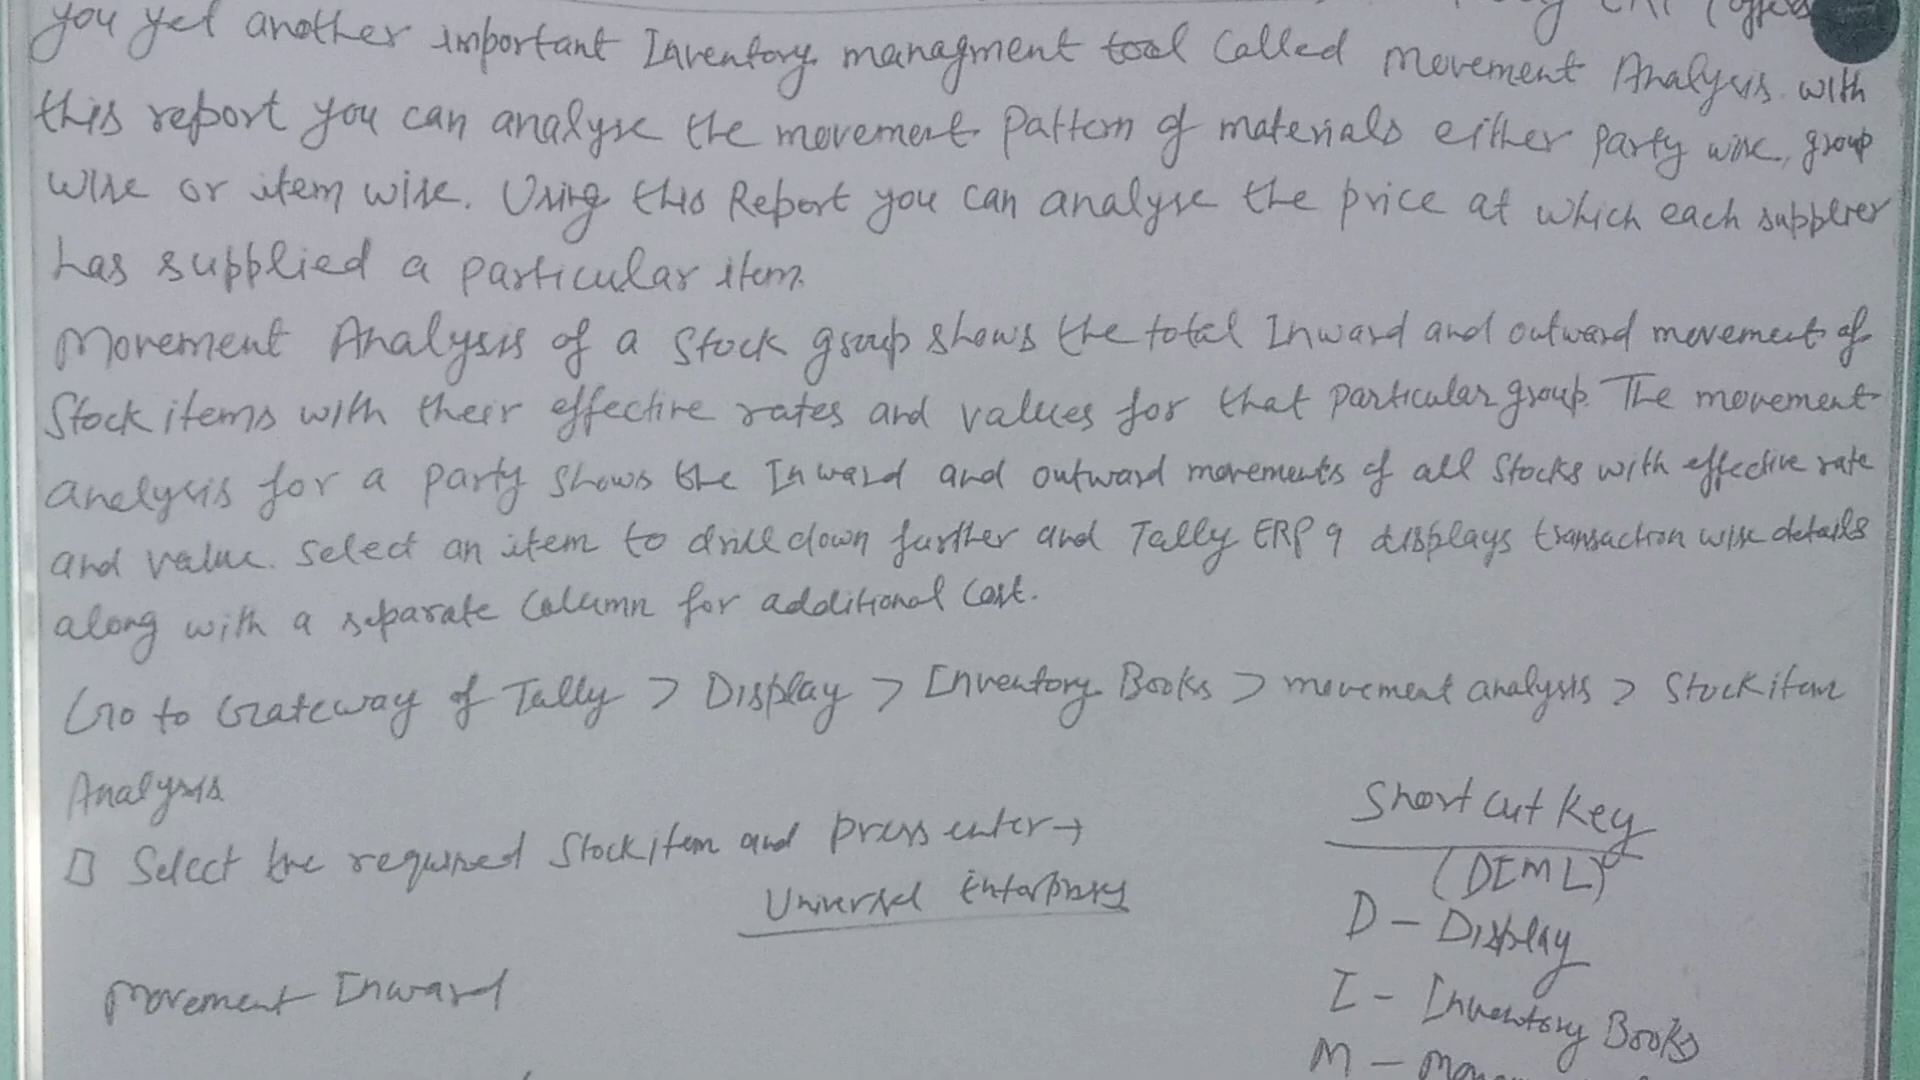 ERP (offers
you yet another important Inventory managment tool called Movement Analysis. with
this report you can analyse the movement pattern of materials either party wise, group
wise or item wise. Using this Report you can analyse the price at which each supplier
has supplied a particular item.
Movement Analysis of a Stock group shows the total Inward and outward movement of
Stock items with their effective rates and values for that particular group. The movement
analysis for a party shows the Inward and outward movements of all Stocks with effective rate
and value. Select an item to drill down further and Tally ERP 9 displays transaction wise details
along with a separate Column for additional Cost.
Go to Gateway of Tally > Display > Inventory Books > movement analysis > Stock item
Analysis
Select the required Stock item and press enter →
Universal Enterprises
Movement Inward
Short cut Key
(DIML)
D - Display
I - Inventory Books
M -